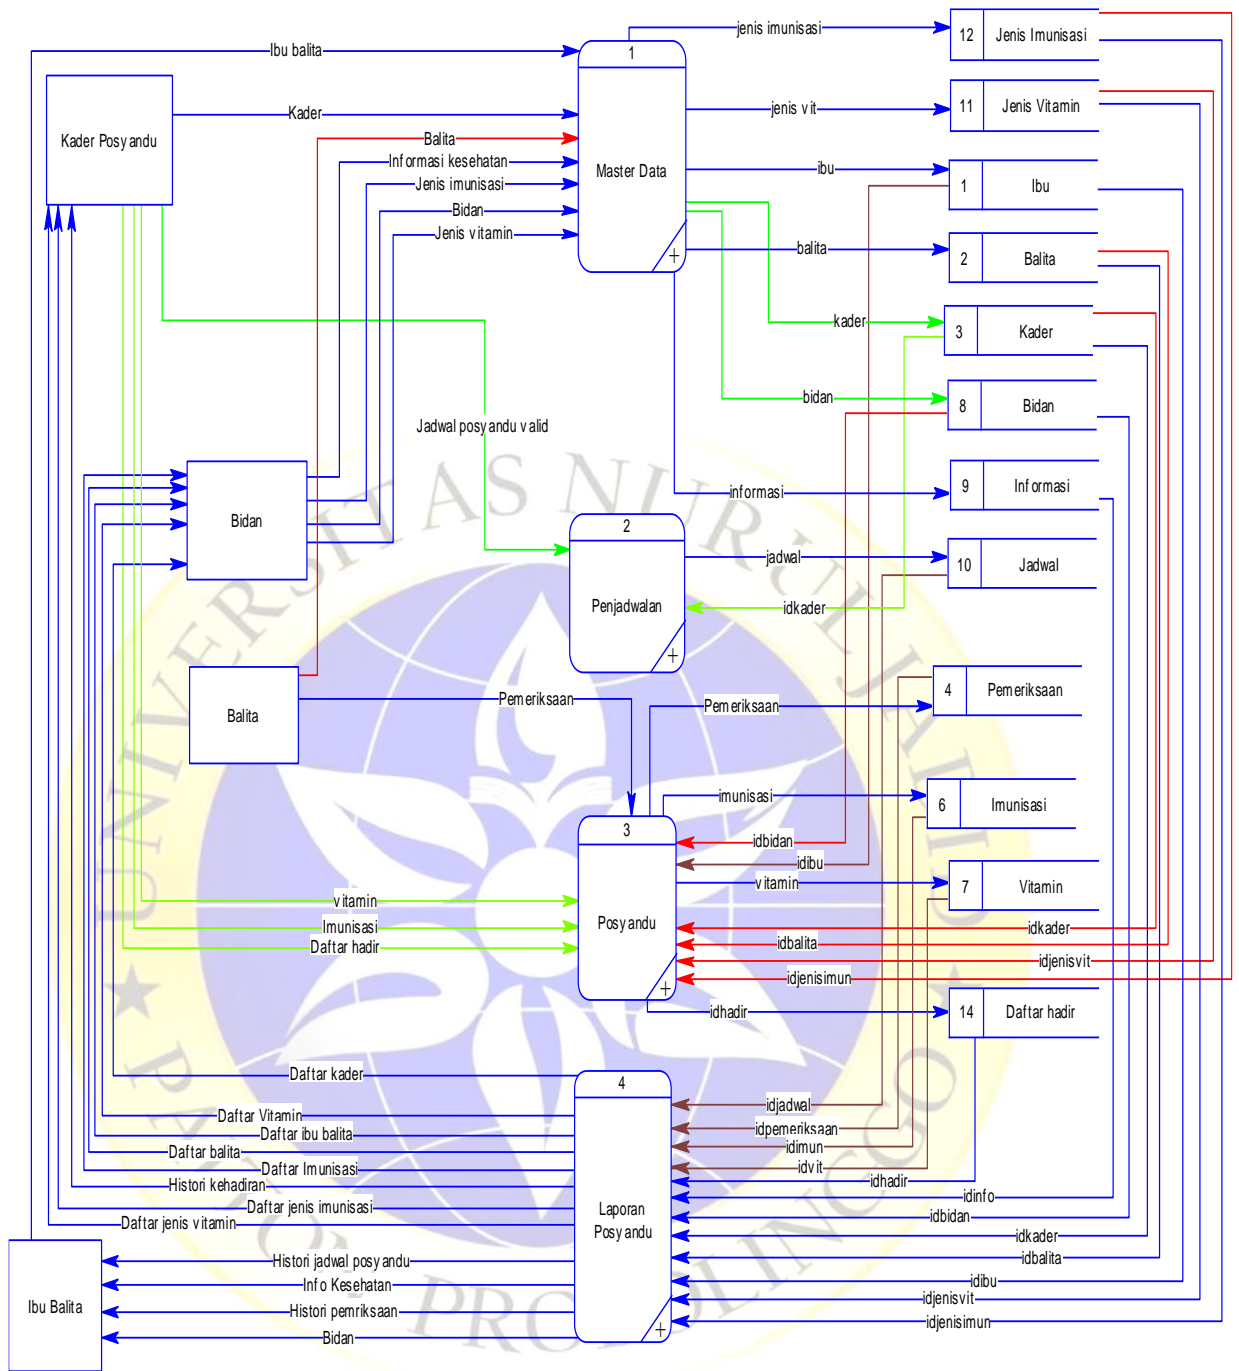 jenis imunisasi
12 Jenis Imunisasi
Ibu balita
1
Kader
jenis vit
11 Jenis Vitamin
Kader Posyandu
Balita
Informasi kesehatan
Master Data
ibu
1 Ibu
Jenis imunisasi
Bidan
Jenis vitamin
balita
2 Balita
+
kader
3 Kader
bidan
8 Bidan
Jadwal posyandu valid
informasi
9 Informasi
Bidan
2
jadwal
10 Jadwal
Penjadwalan
idkader
+
Balita
Pemeriksaan
Pemeriksaan
4 Pemeriksaan
imunisasi
6 Imunisasi
3
idbidan
idibu
vitamin
7 Vitamin
vitamin
Imunisasi
Daftar hadir
Posyandu
idkader
idbalita
idjenisvit
idjenisimun
+
idhadir
14 Daftar hadir
Daftar kader
4
idjadwal
Daftar Vitamin
idpemeriksaan
Daftar ibu balita
idimun
Daftar balita
idvit
Daftar Imunisasi
idhadir
Histori kehadiran
idinfo
Daftar jenis imunisasi
Laporan
Posyandu
idbidan
Daftar jenis vitamin
idkader
Histori jadwal posyandu
idbalita
Info Kesehatan
idibu
Ibu Balita
idjenisvit
Histori pemriksaan
idjenisimun
Bidan
+
UNIVERSITAS NURUL JADID
PAITON PROBOLINGGO